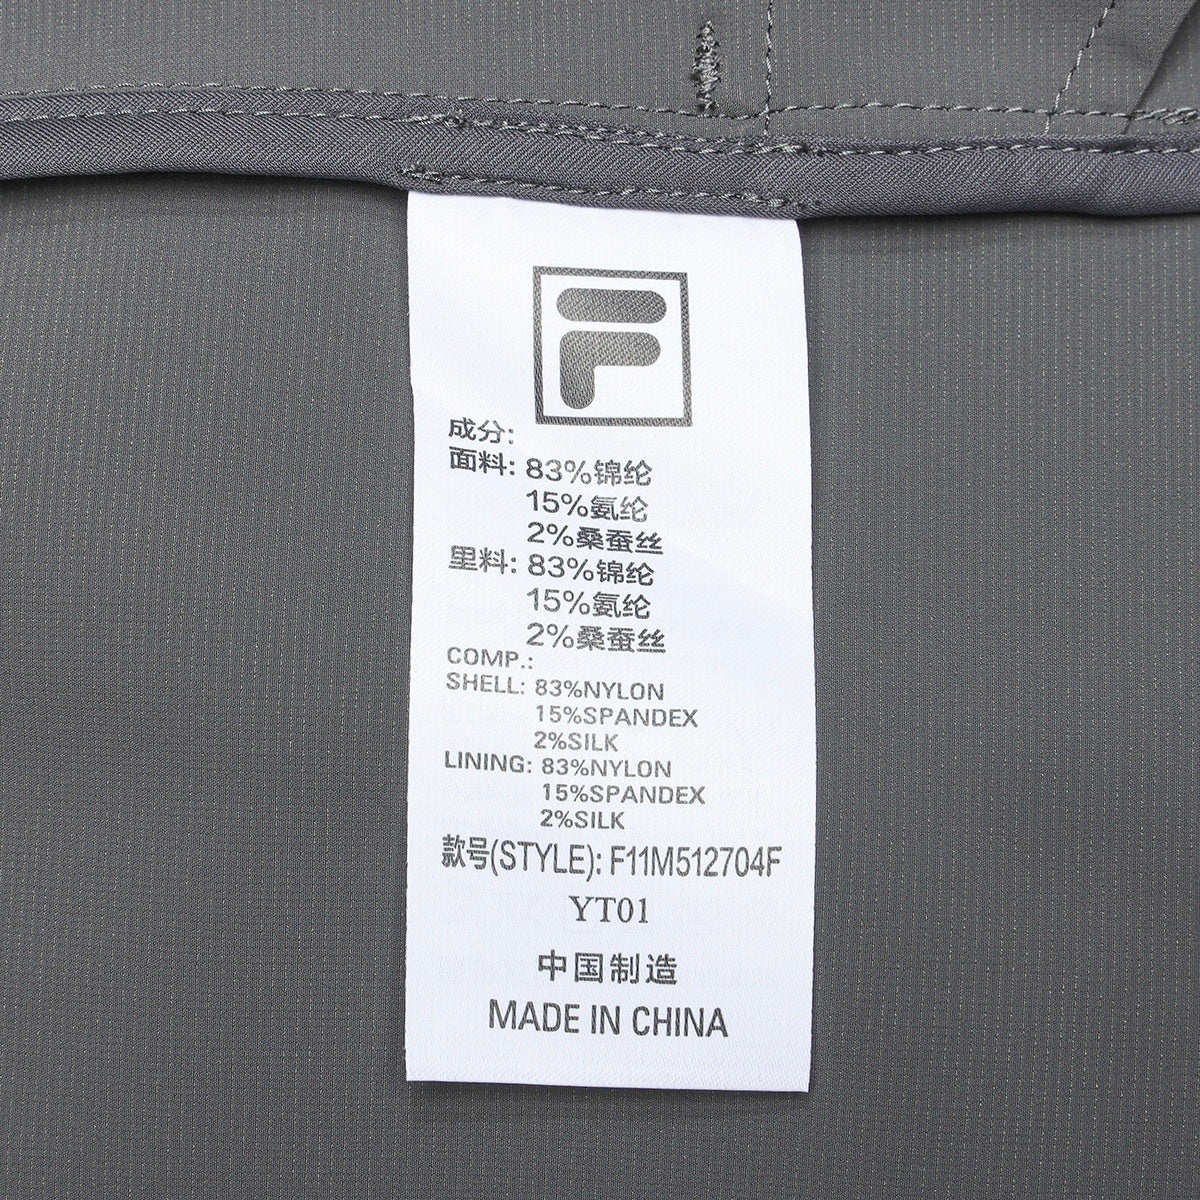 F
成分:
面料: 83%锦纶
15%氨纶
2%桑蚕丝
里料: 83%锦纶
15%氨纶
2%桑蚕丝
COMP.:
SHELL: 83%NYLON
15%SPANDEX
2%SILK
LINING: 83%NYLON
15%SPANDEX
2%SILK
款号(STYLE): F11M512704F
YT01
中国制造
MADE IN CHINA